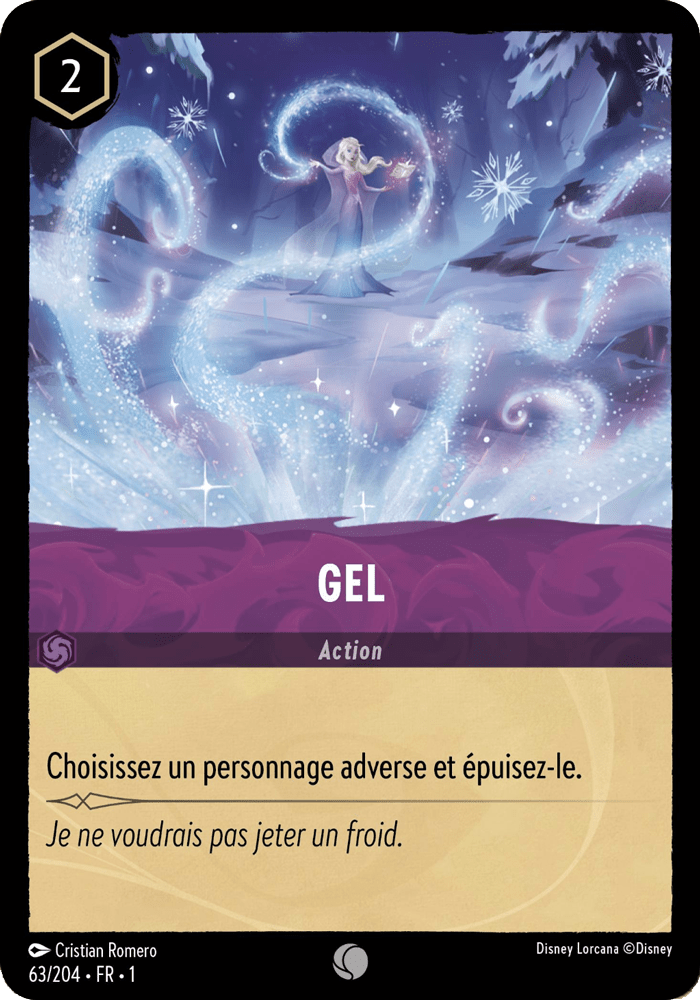 2
GEL
Action
Choisissez un personnage adverse et épuisez-le.
Je ne voudrais pas jeter un froid.
Cristian Romero
Disney Lorcana ©Disney
63/204 • FR • 1